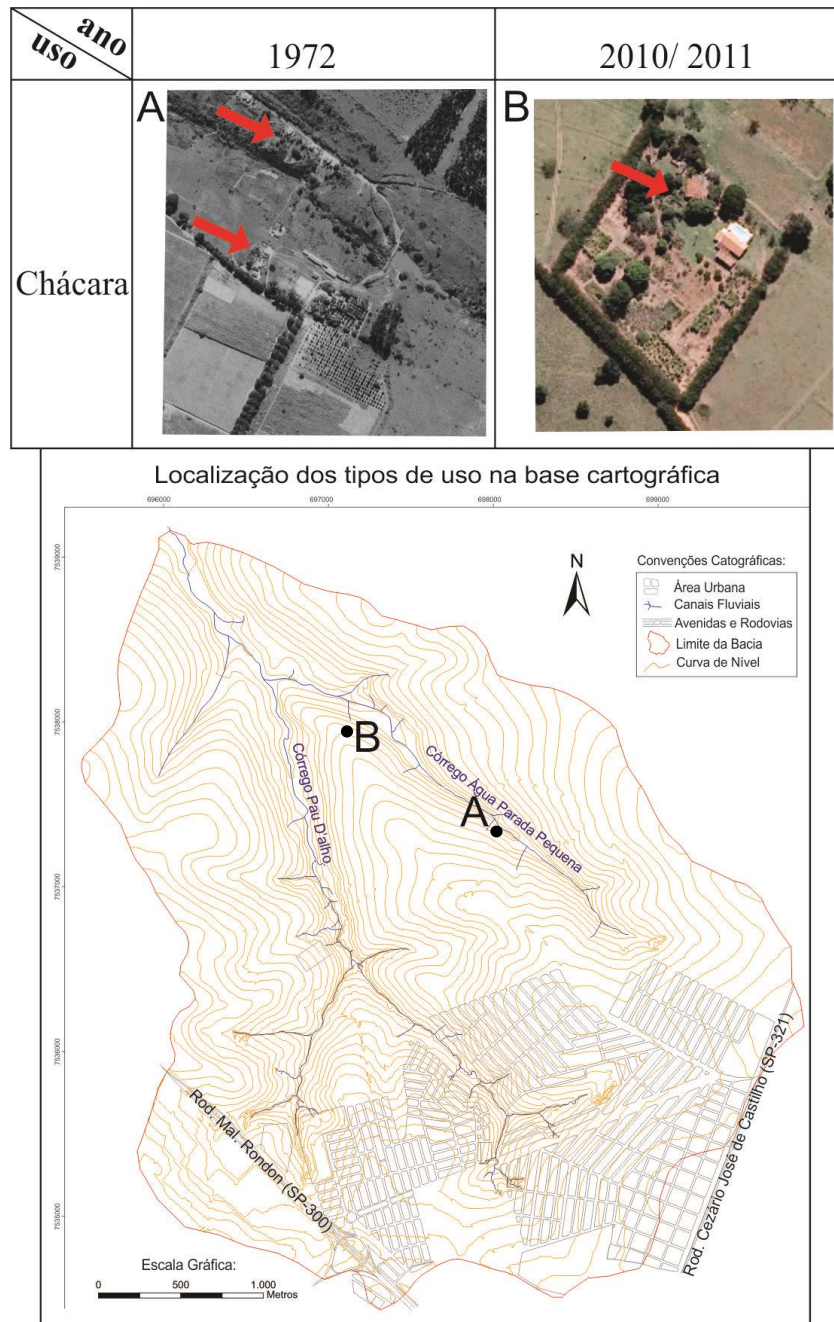 ano
uso
1972
2010/ 2011
Chácara
A
B
Localização dos tipos de uso na base cartográfica
696000
697000
698000
699000
7539000
7538000
7537000
7536000
7535000
N
Convenções Catográficas:
Área Urbana
Canais Fluviais
Avenidas e Rodovias
Limite da Bacia
Curva de Nível
B
A
Córrego Pau D'alho
Córrego Água Parada Pequena
Rod. Mal. Rondon (SP-300)
Rod. Cezário José de Castilho (SP-321)
Escala Gráfica:
0 500 1.000
Metros